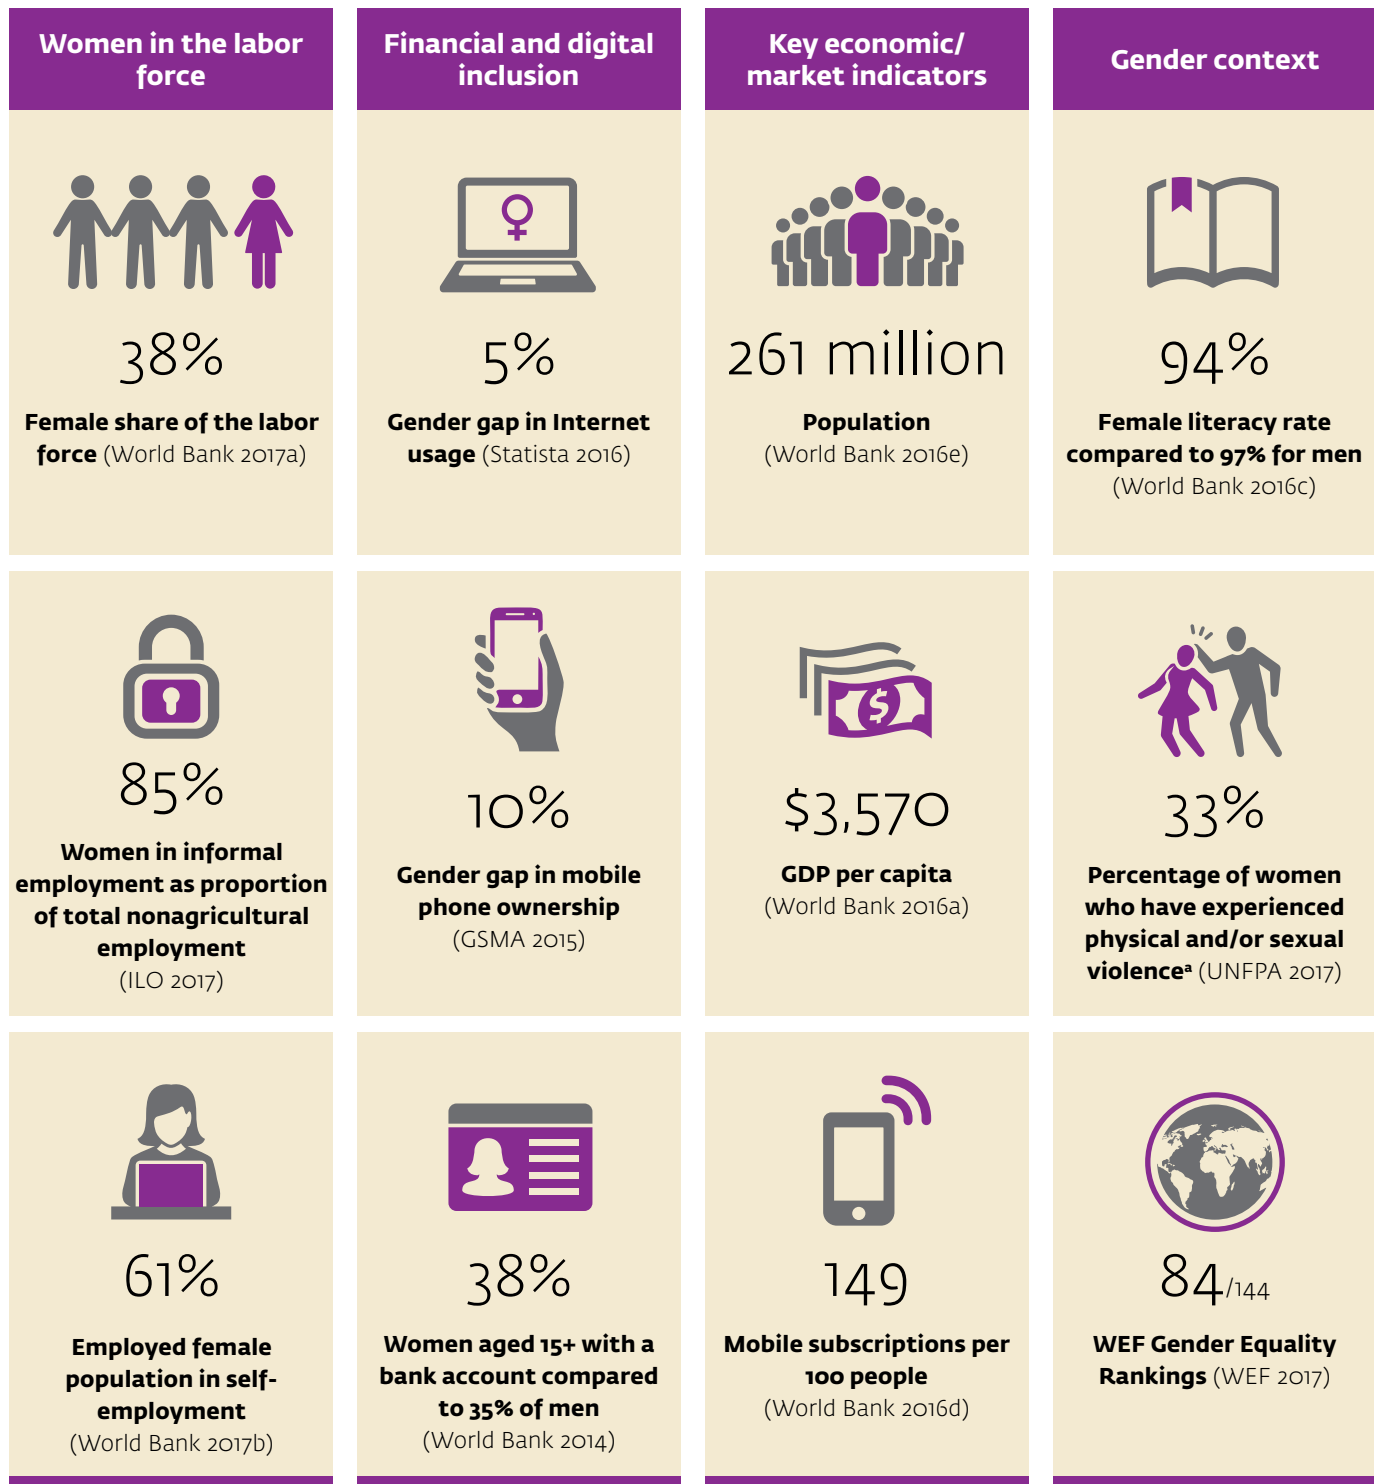 Women in the labor
force
38%
Female share of the labor
force (World Bank 2017a)
85%
Women in informal
employment as proportion
of total nonagricultural
employment
(ILO 2017)
61%
Employed female
population in self-
employment
(World Bank 2017b)
Financial and digital
inclusion
5%
Gender gap in Internet
usage (Statista 2016)
10%
Gender gap in mobile
phone ownership
(GSMA 2015)
38%
Women aged 15+ with a
bank account compared
to 35% of men
(World Bank 2014)
Key economic/
market indicators
261 million
Population
(World Bank 2016e)
$
$3,570
GDP per capita
(World Bank 2016a)
149
Mobile subscriptions per
100 people
(World Bank 2016d)
Gender context
94%
Female literacy rate
compared to 97% for men
(World Bank 2016c)
33%
Percentage of women
who have experienced
physical and/or sexual
violenceᵃ (UNFPA 2017)
84/144
WEF Gender Equality
Rankings (WEF 2017)